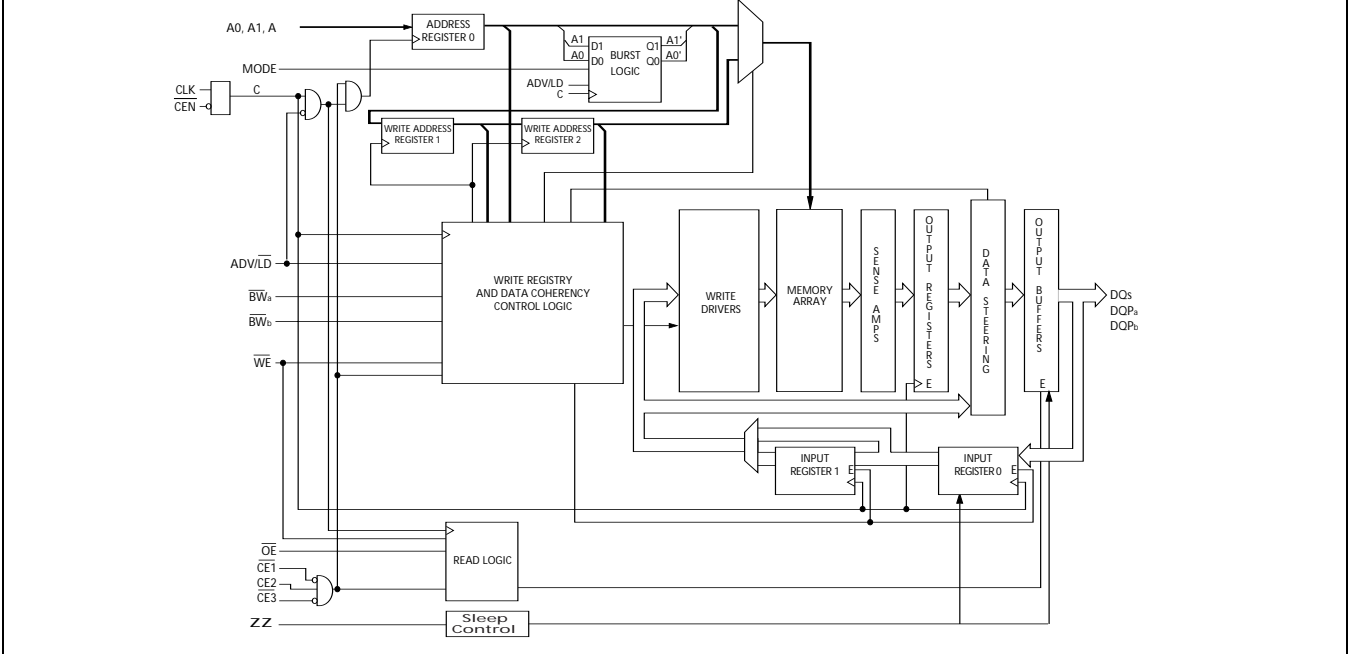 A0, A1, A
ADDRESS
REGISTER 0
A1
A0
D1
D0
BURST
LOGIC
Q1
Q0
A1'
A0'
MODE
ADV/LD
C
CLK
CEN
C
WRITE ADDRESS
REGISTER 1
WRITE ADDRESS
REGISTER 2
ADV/LD
BWa
BWb
WE
WRITE REGISTRY
AND DATA COHERENCY
CONTROL LOGIC
WRITE
DRIVERS
MEMORY
ARRAY
SENSE AMPS
OUTPUT REGISTERS
E
DATA STEERING
OUTPUT BUFFERS
E
DQs
DQPa
DQPb
INPUT
REGISTER 1
E
INPUT
REGISTER 0
E
OE
CE1
CE2
CE3
READ LOGIC
ZZ
Sleep
Control